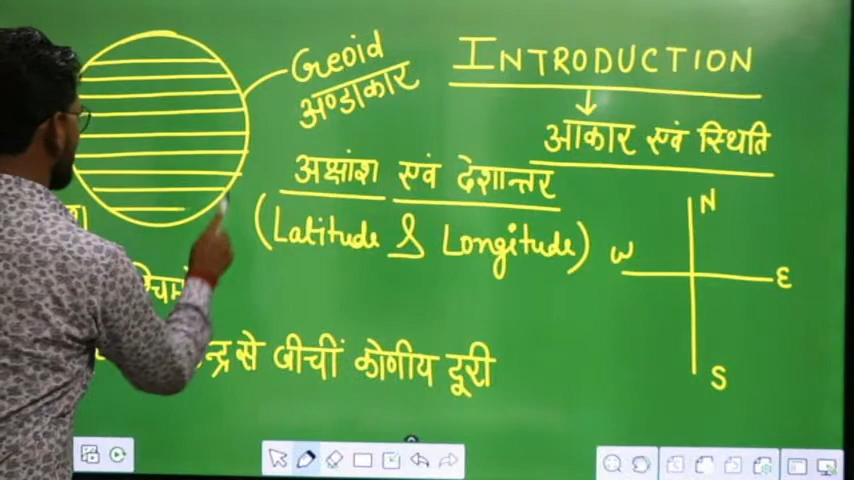 INTRODUCTION
Geoid
अण्डाकार
आकार एवं स्थिति
अक्षांश एवं देशान्तर
(Latitude & Longitude)
N
W
E
S
से बीचीं कोणीय दूरी